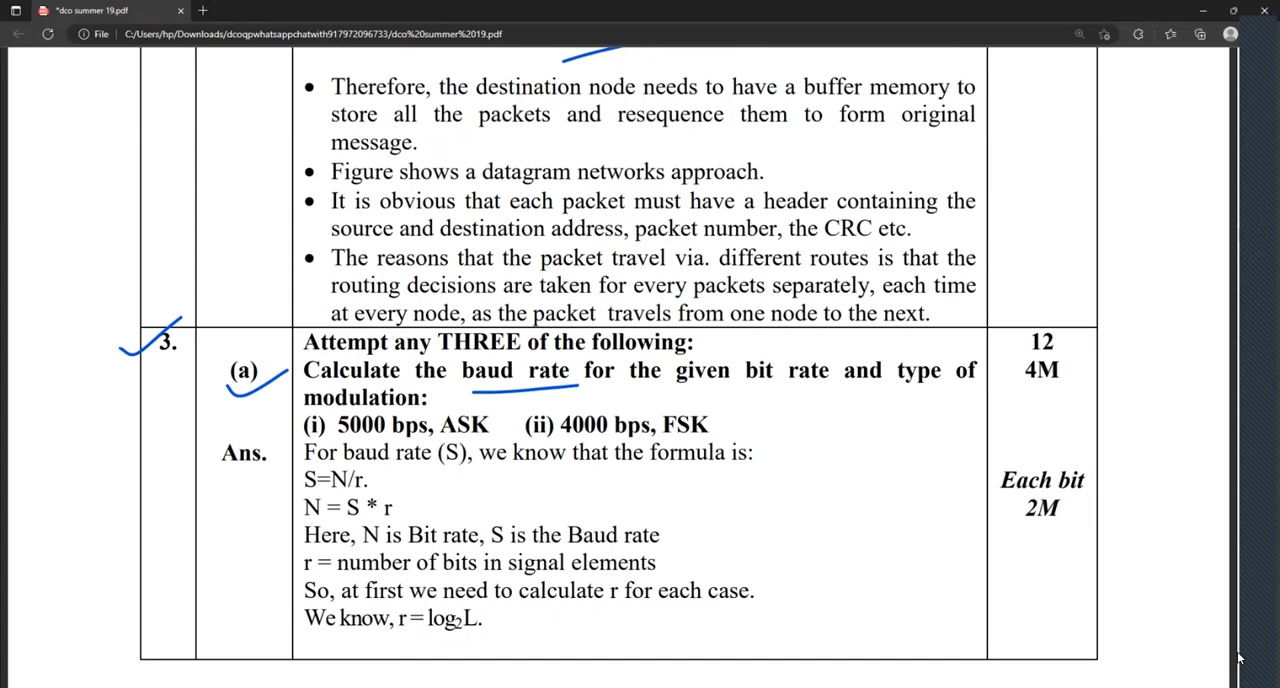 *dco summer 19.pdf
File C:/Users/hp/Downloads/dcoqpwhatsappchatwith917972096733/dco%20summer%2019.pdf
• Therefore, the destination node needs to have a buffer memory to
store all the packets and resequence them to form original
message.
• Figure shows a datagram networks approach.
• It is obvious that each packet must have a header containing the
source and destination address, packet number, the CRC etc.
• The reasons that the packet travel via. different routes is that the
routing decisions are taken for every packets separately, each time
at every node, as the packet travels from one node to the next.
3. Attempt any THREE of the following: 12
(a) Calculate the baud rate for the given bit rate and type of 4M
modulation:
(i) 5000 bps, ASK (ii) 4000 bps, FSK
Ans. For baud rate (S), we know that the formula is:
S=N/r. Each bit
N = S * r 2M
Here, N is Bit rate, S is the Baud rate
r = number of bits in signal elements
So, at first we need to calculate r for each case.
We know, r = log₂L.